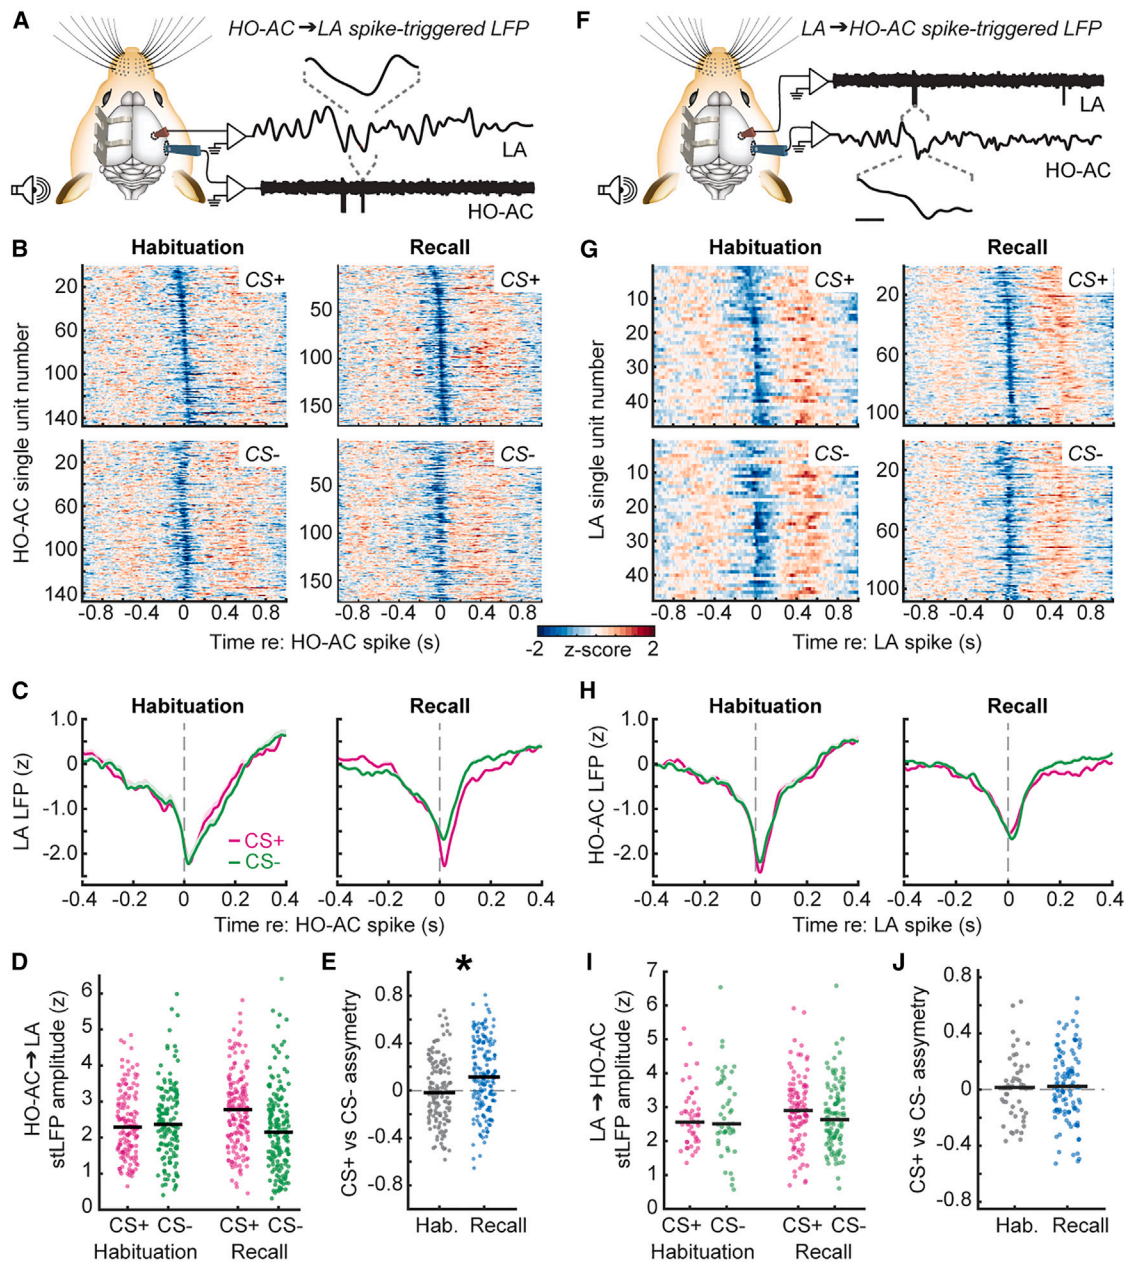 A
HO-AC ➔ LA spike-triggered LFP
LA
HO-AC
F
LA ➔ HO-AC spike-triggered LFP
LA
HO-AC
B
Habituation
Recall
HO-AC single unit number
CS+
20
60
100
140
CS+
50
100
150
CS-
20
60
100
140
CS-
50
100
150
-0.8 -0.4 0 0.4 0.8
-0.8 -0.4 0 0.4 0.8
Time re: HO-AC spike (s)
-2 z-score 2
G
Habituation
Recall
LA single unit number
CS+
10
20
30
40
CS+
20
60
100
CS-
10
20
30
40
CS-
20
60
100
-0.8 -0.4 0 0.4 0.8
-0.8 -0.4 0 0.4 0.8
Time re: LA spike (s)
C
Habituation
Recall
LA LFP (z)
1.0
0
-1.0
-2.0
CS+
CS-
-0.4 -0.2 0 0.2 0.4
-0.4 -0.2 0 0.2 0.4
Time re: HO-AC spike (s)
H
Habituation
Recall
HO-AC LFP (z)
1.0
0
-1.0
-2.0
-0.4 -0.2 0 0.2 0.4
-0.4 -0.2 0 0.2 0.4
Time re: LA spike (s)
D
HO-AC ➔ LA
stLFP amplitude (z)
6
5
4
3
2
1
0
CS+ CS- CS+ CS-
Habituation Recall
E
*
CS+ vs CS- assymetry
0.8
0.4
0
-0.4
-0.8
Hab. Recall
I
LA ➔ HO-AC
stLFP amplitude (z)
7
6
5
4
3
2
1
0
CS+ CS- CS+ CS-
Habituation Recall
J
CS+ vs CS- assymetry
0.8
0.4
0
-0.4
-0.8
Hab. Recall